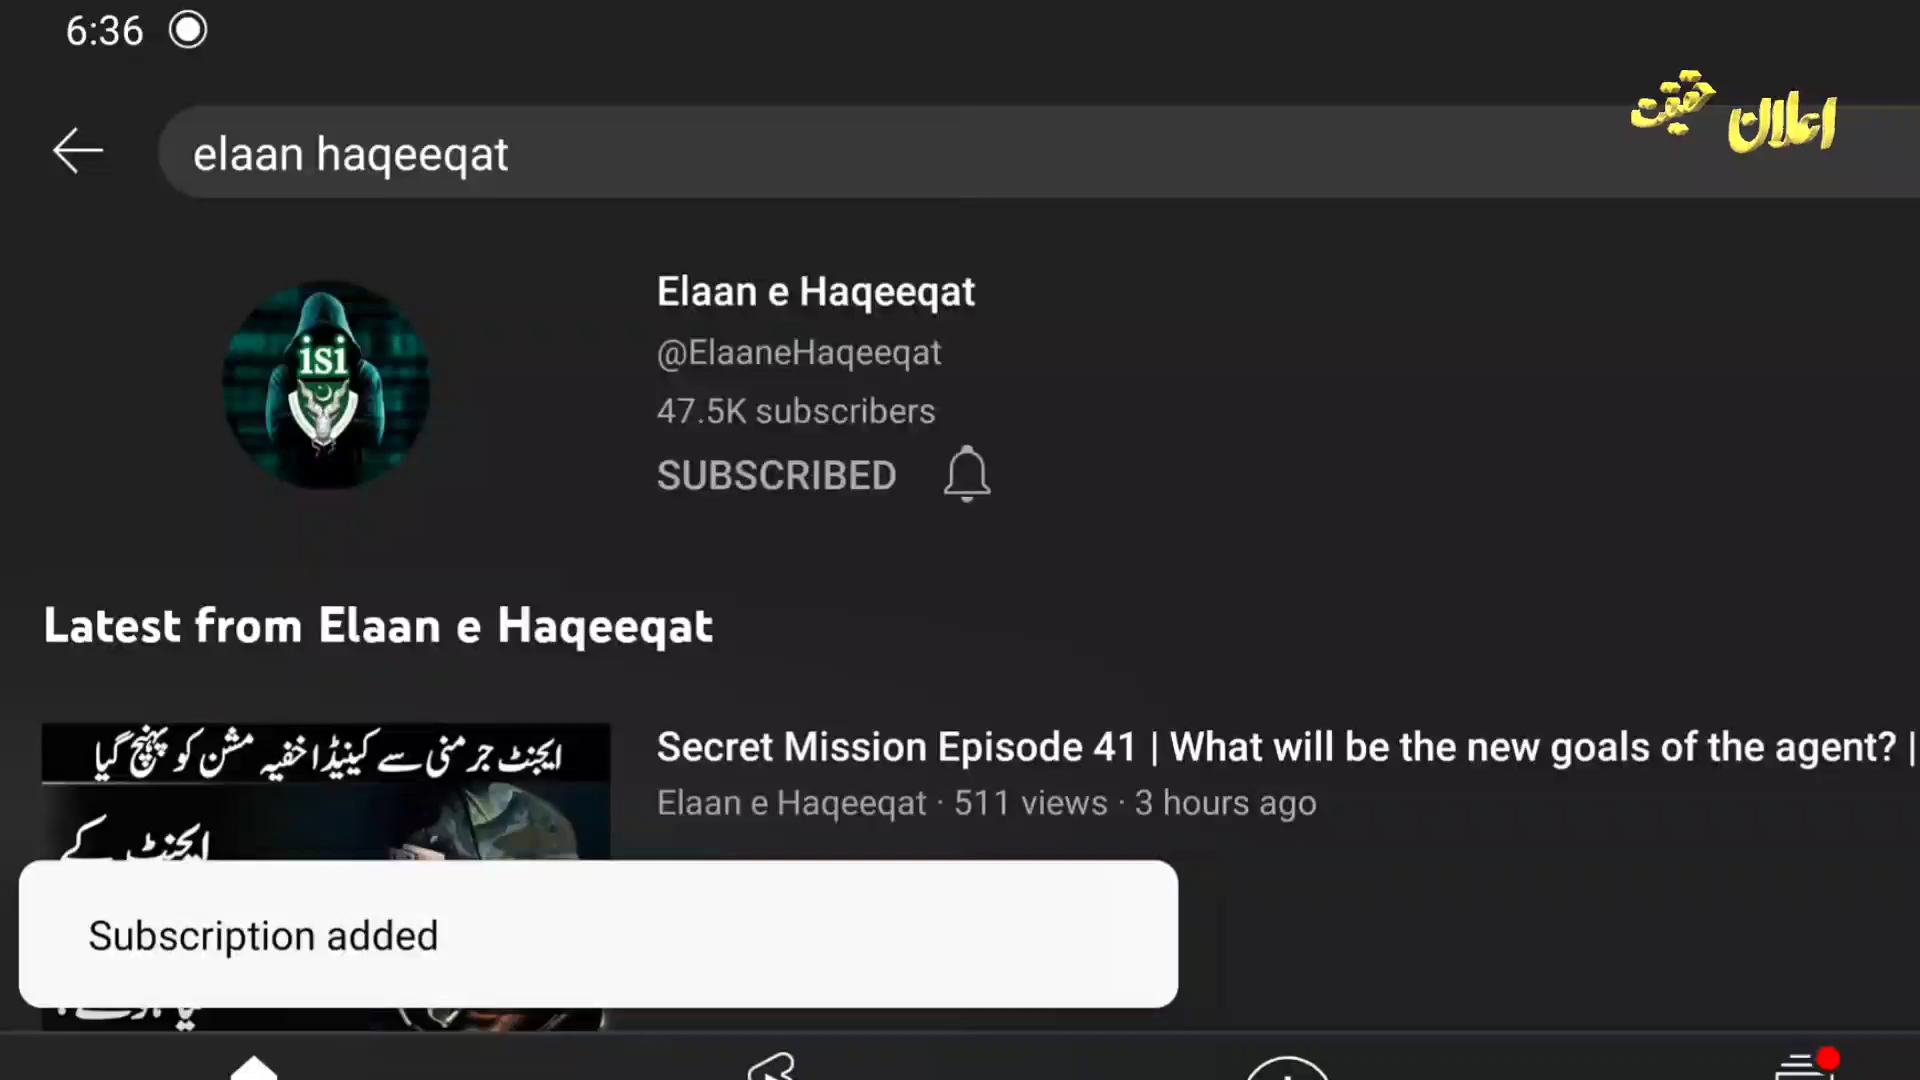 6:36
اعلان حقیقت
elaan haqeeqat
Elaan e Haqeeqat
@ElaaneHaqeeqat
isi
47.5K subscribers
SUBSCRIBED
Latest from Elaan e Haqeeqat
ایجنٹ جرمنی سے کینیڈا خفیہ مشن کو پہنچ گیا
ایجنٹ کے
Secret Mission Episode 41 | What will be the new goals of the agent? |
Elaan e Haqeeqat · 511 views · 3 hours ago
Subscription added